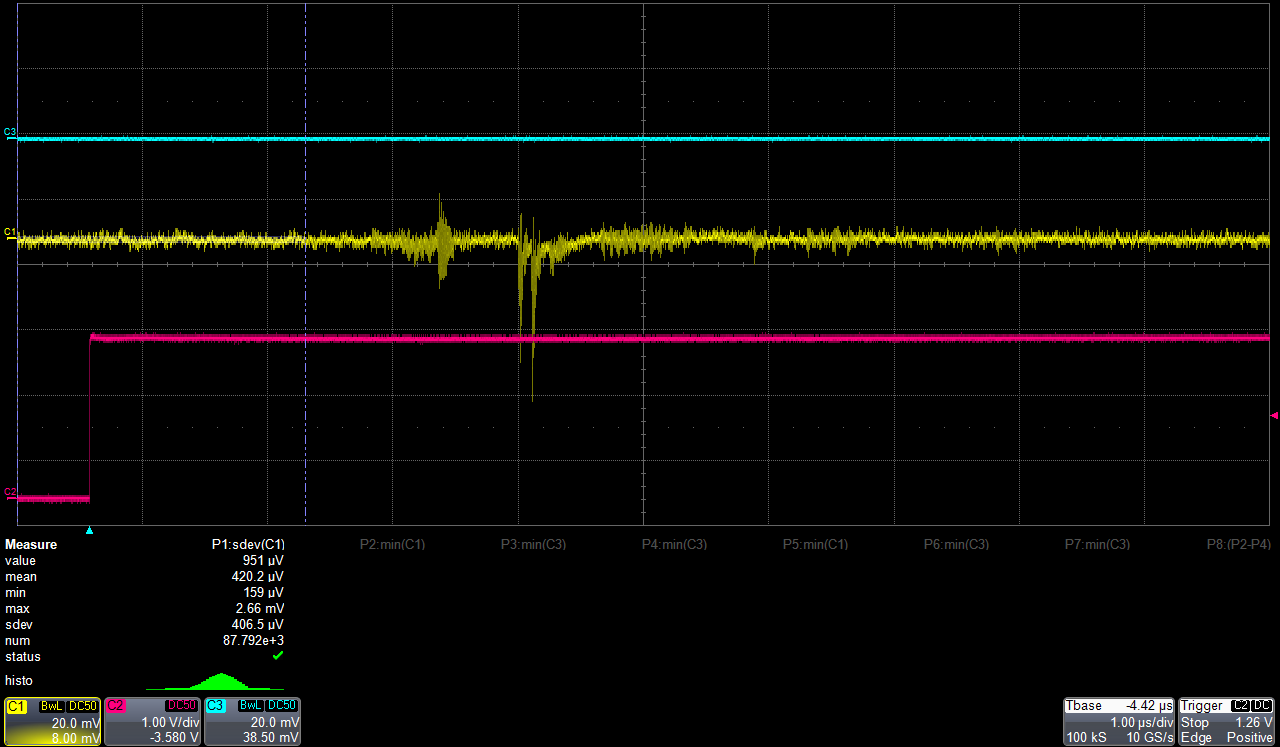 C3
C1
C2
Measure P1:sdev(C1) P2:min(C1) P3:min(C3) P4:min(C3) P5:min(C1) P6:min(C3) P7:min(C3) P8:(P2-P4)
value 951 µV
mean 420.2 µV
min 159 µV
max 2.66 mV
sdev 406.5 µV
num 87.792e+3
status
histo
C1 BwL DC50 C2 DC50 C3 BwL DC50 Tbase -4.42 µs Trigger C2 DC
20.0 mV 1.00 V/div 20.0 mV 1.00 µs/div Stop 1.26 V
8.00 mV -3.580 V 38.50 mV 100 kS 10 GS/s Edge Positive